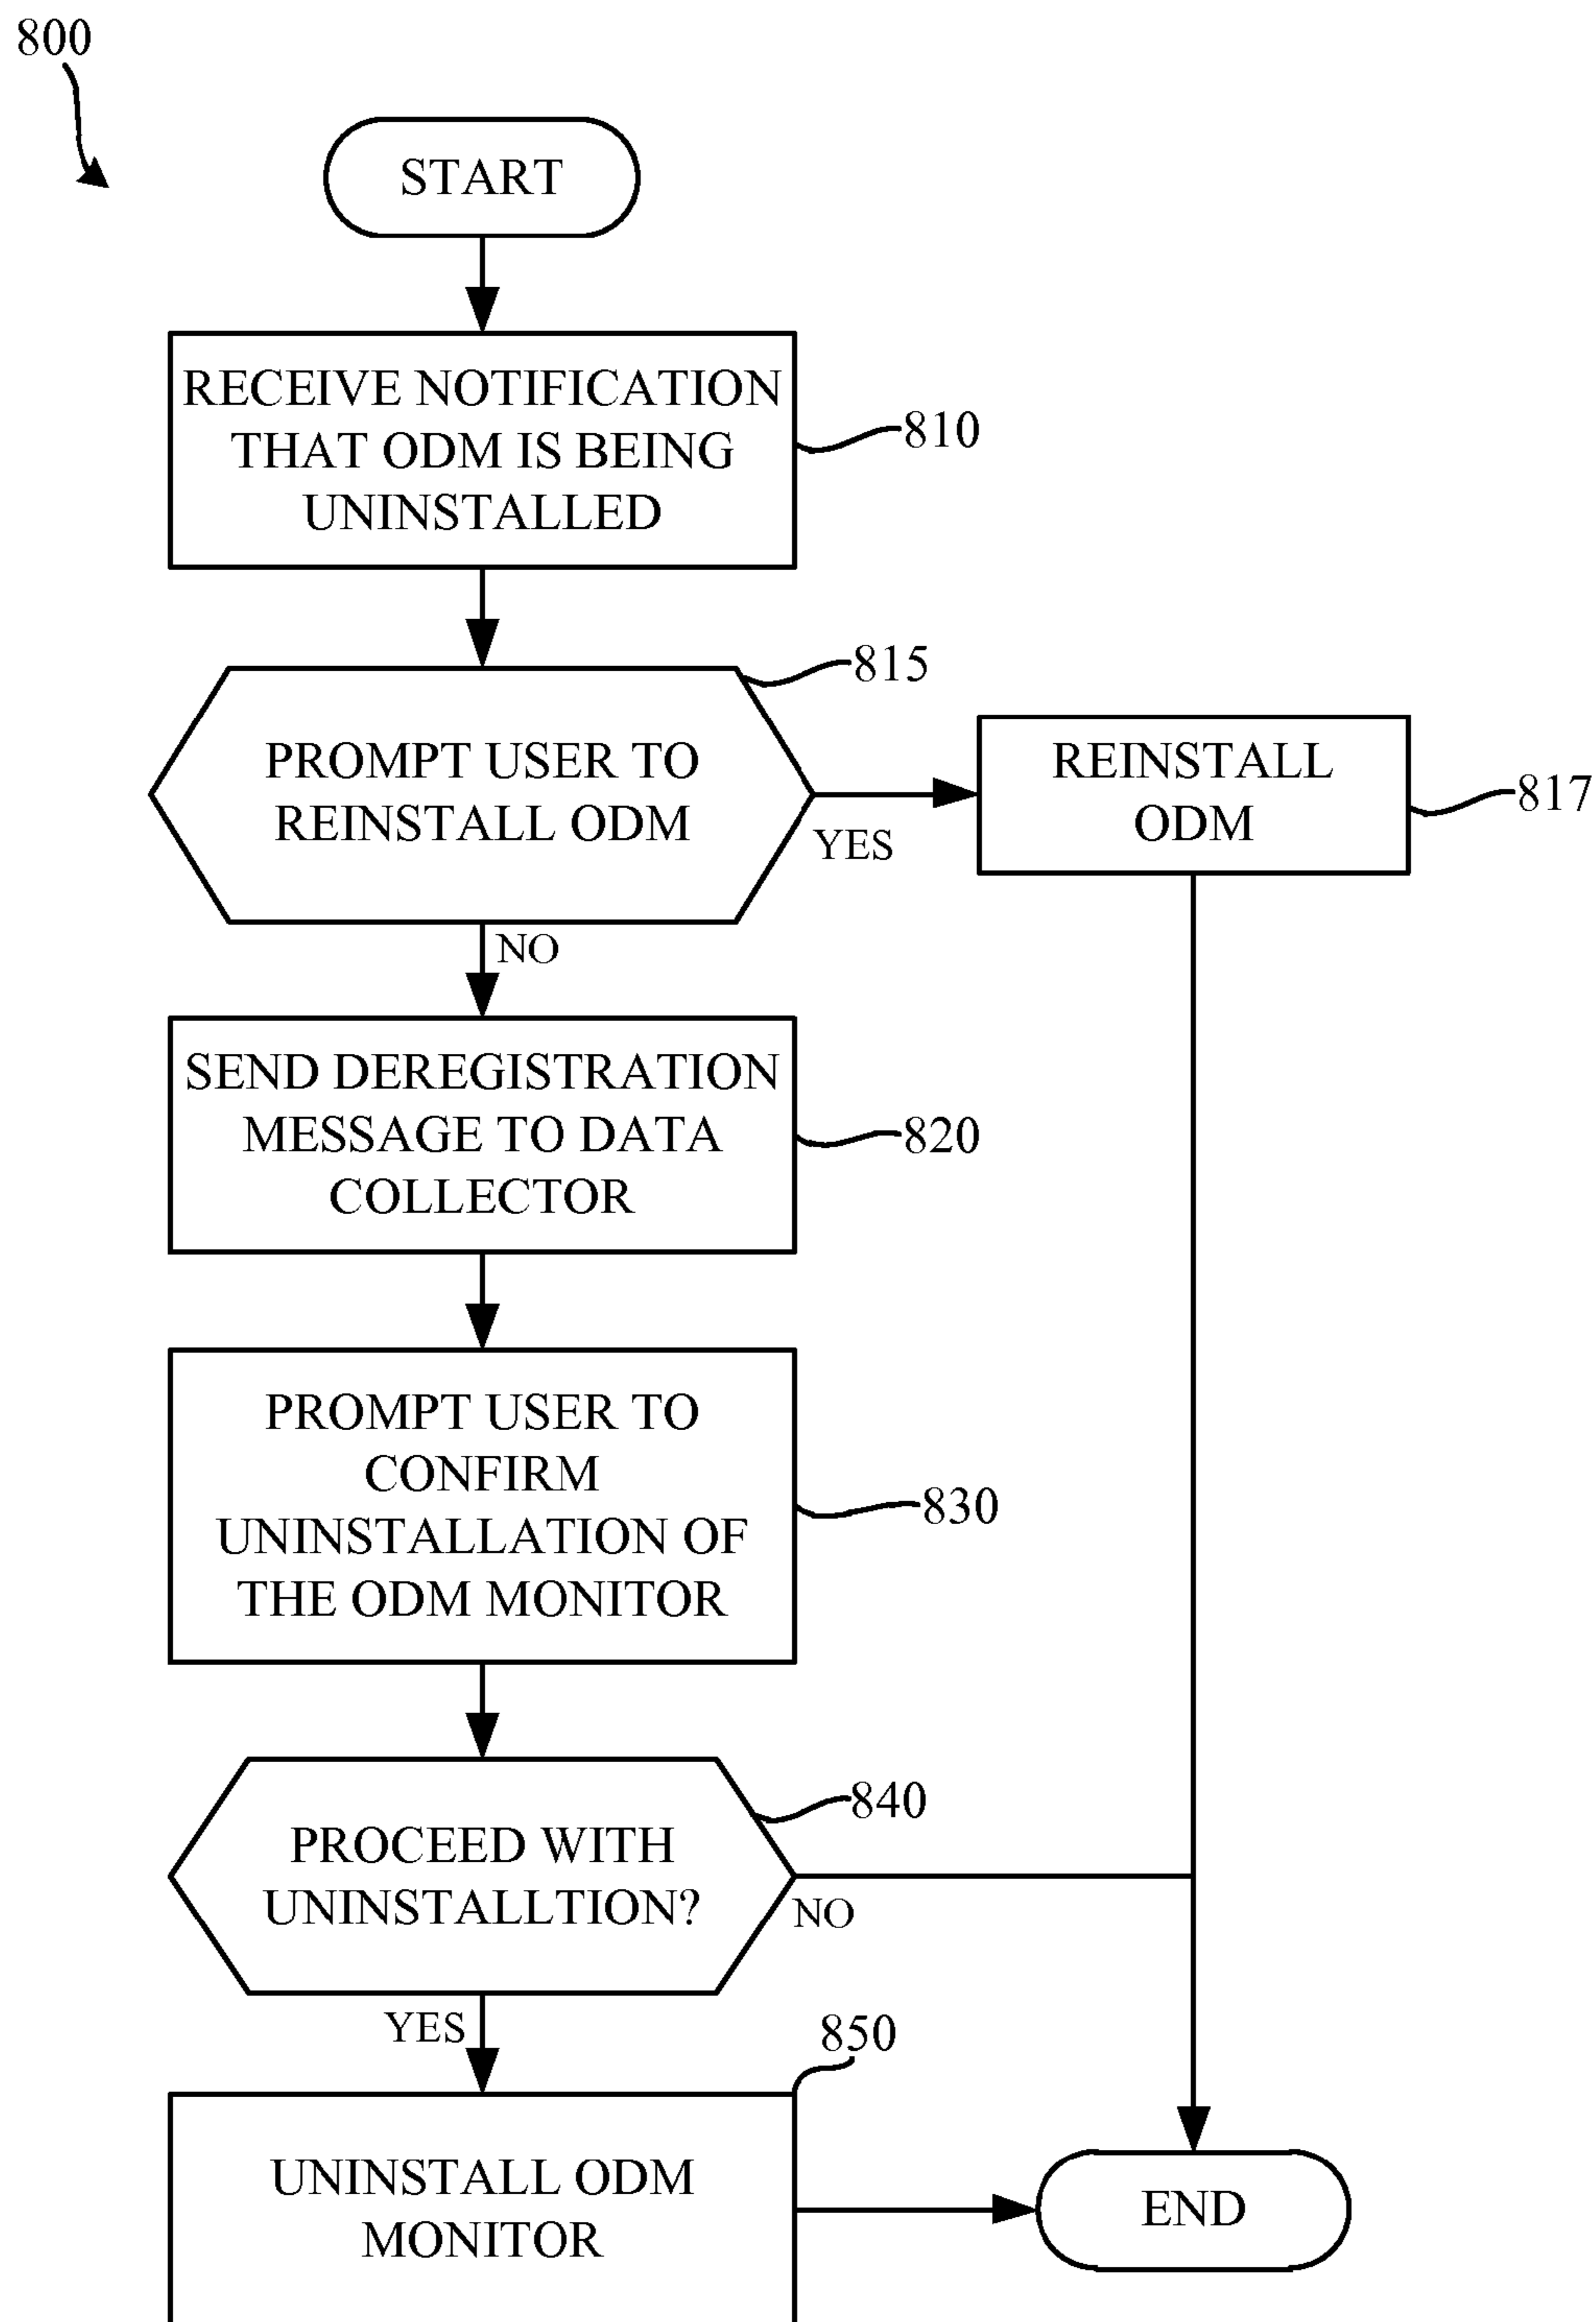 800
START
RECEIVE NOTIFICATION
THAT ODM IS BEING
UNINSTALLED
810
815
PROMPT USER TO
REINSTALL ODM
YES
REINSTALL
ODM
817
NO
SEND DEREGISTRATION
MESSAGE TO DATA
COLLECTOR
820
PROMPT USER TO
CONFIRM
UNINSTALLATION OF
THE ODM MONITOR
830
840
PROCEED WITH
UNINSTALLTION?
NO
YES
850
UNINSTALL ODM
MONITOR
END